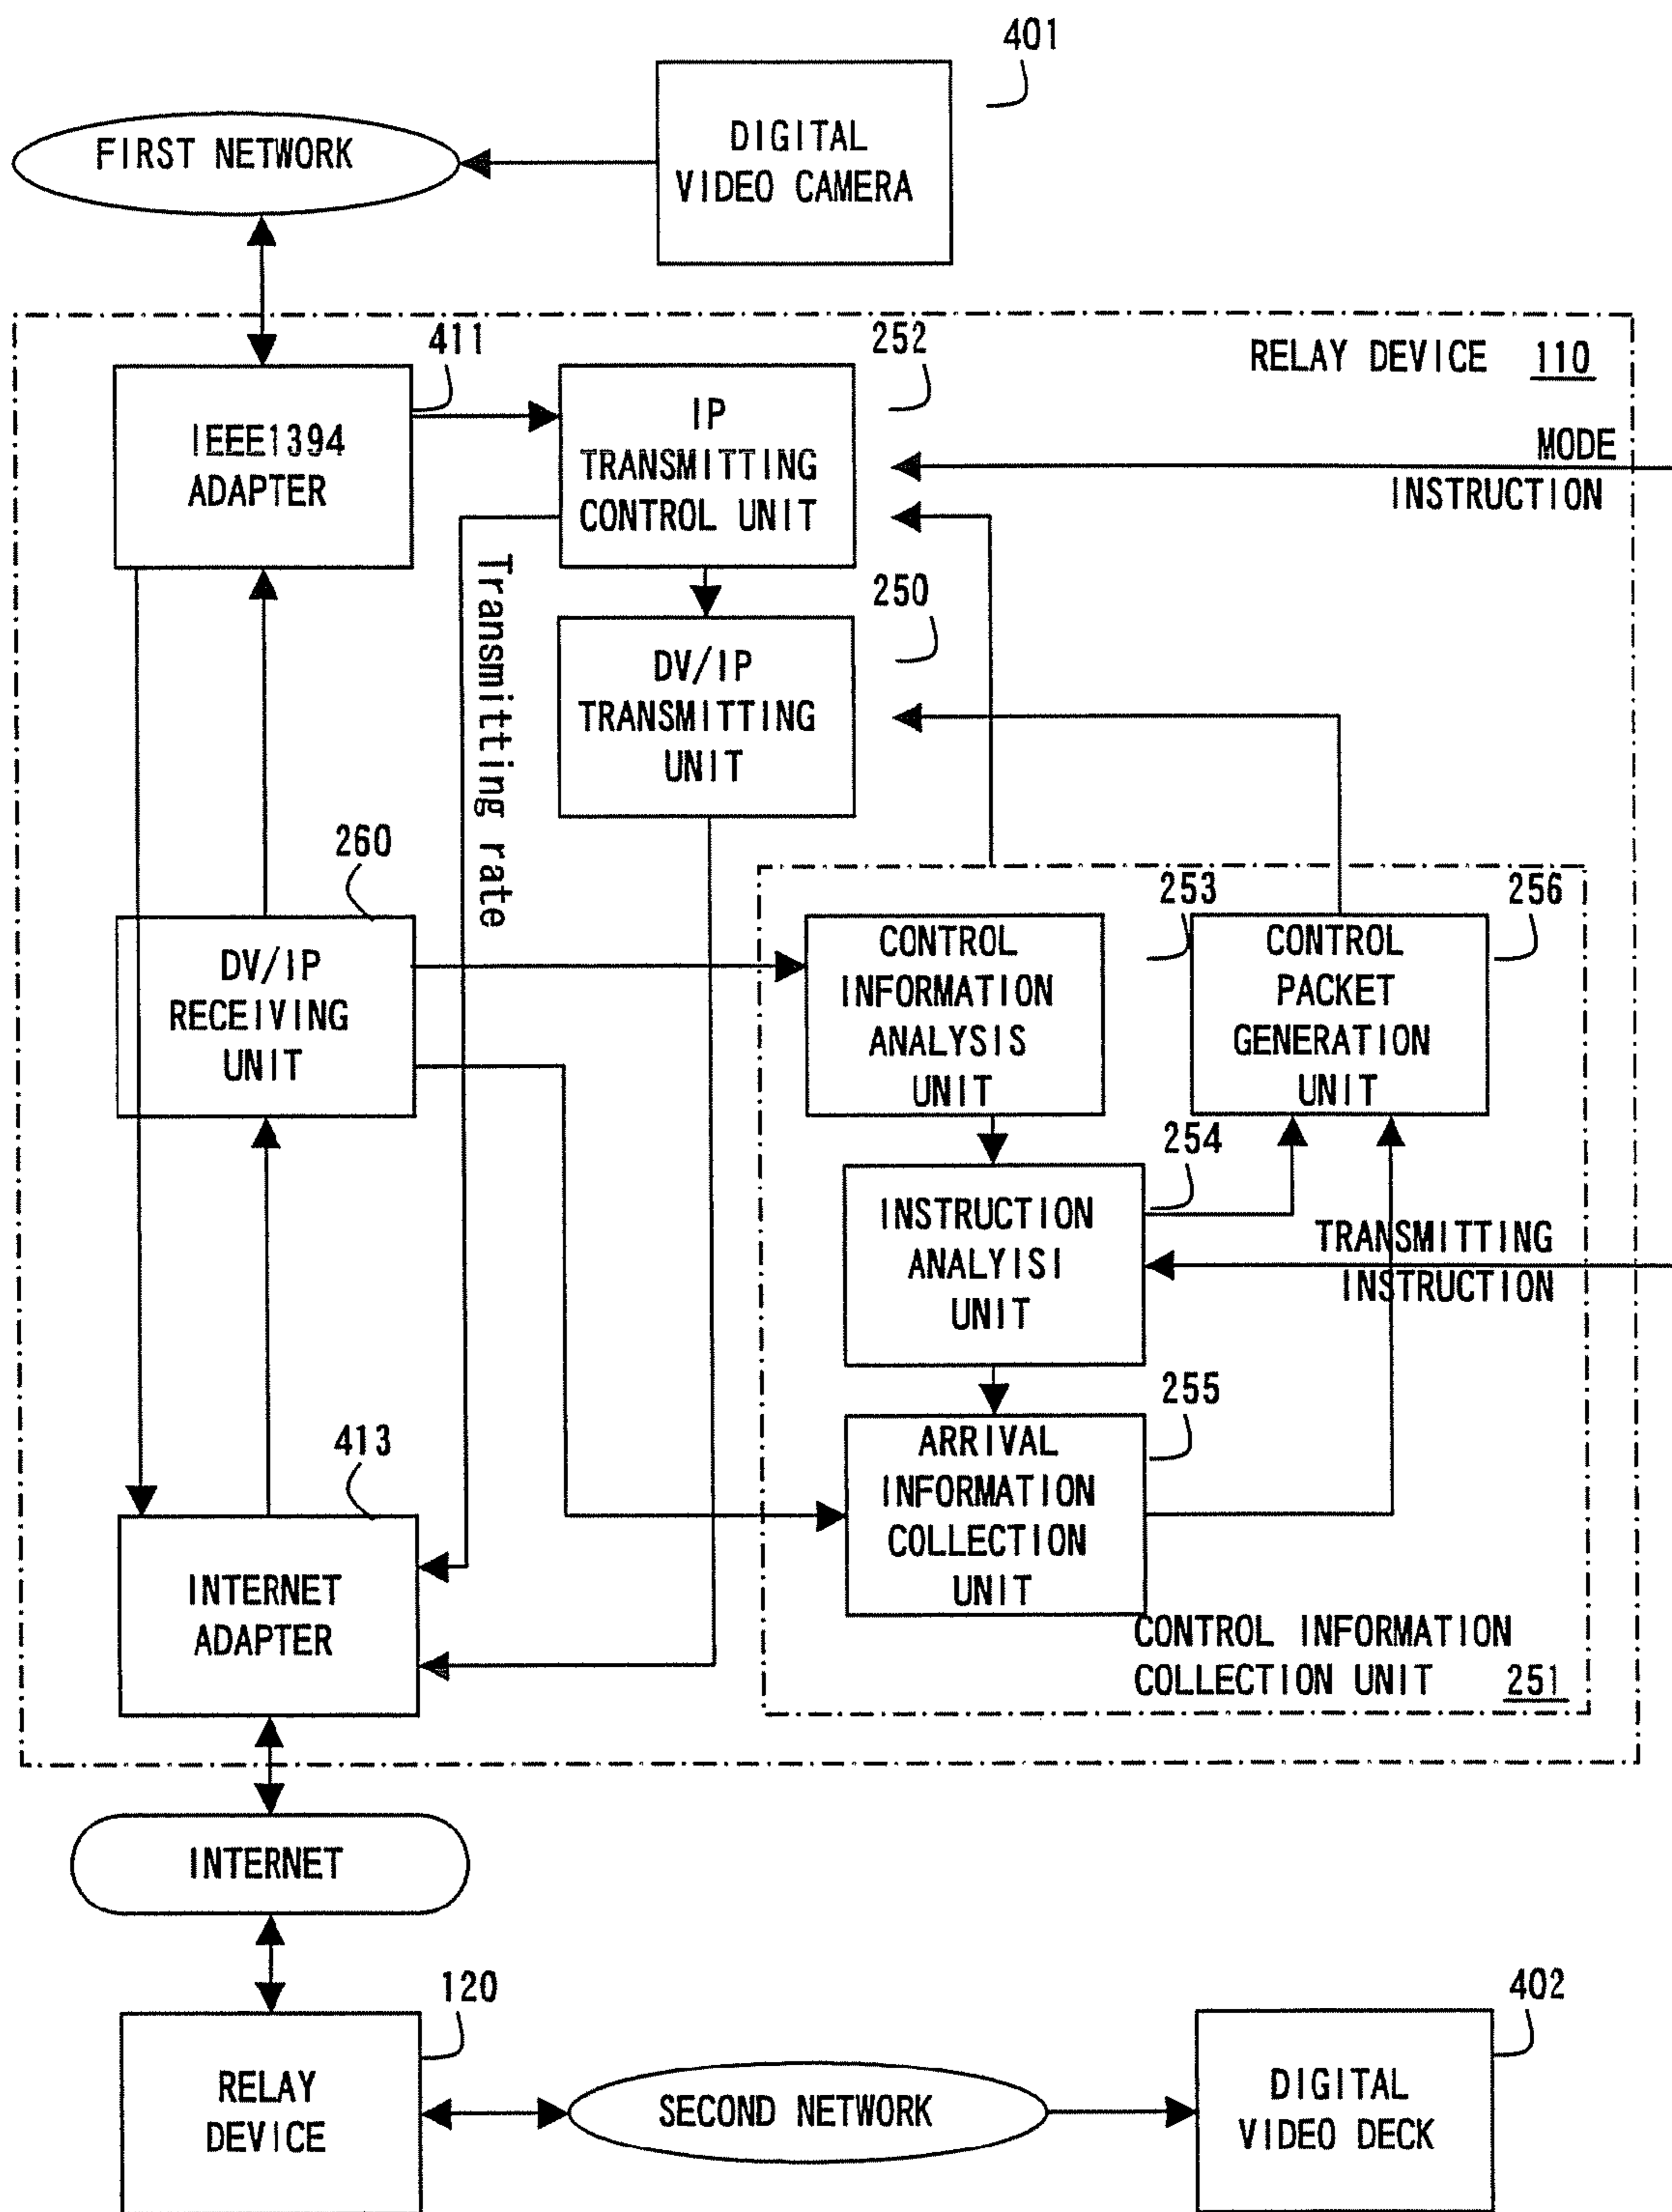 401
DIGITAL
VIDEO CAMERA
FIRST NETWORK
411
252
RELAY DEVICE 110
IEEE1394
ADAPTER
IP
TRANSMITTING
CONTROL UNIT
MODE
INSTRUCTION
Transmitting rate
250
DV/IP
TRANSMITTING
UNIT
260
DV/IP
RECEIVING
UNIT
253
CONTROL
INFORMATION
ANALYSIS
UNIT
256
CONTROL
PACKET
GENERATION
UNIT
254
INSTRUCTION
ANALYISI
UNIT
TRANSMITTING
INSTRUCTION
255
ARRIVAL
INFORMATION
COLLECTION
UNIT
413
INTERNET
ADAPTER
CONTROL INFORMATION
COLLECTION UNIT 251
INTERNET
120
RELAY
DEVICE
SECOND NETWORK
402
DIGITAL
VIDEO DECK